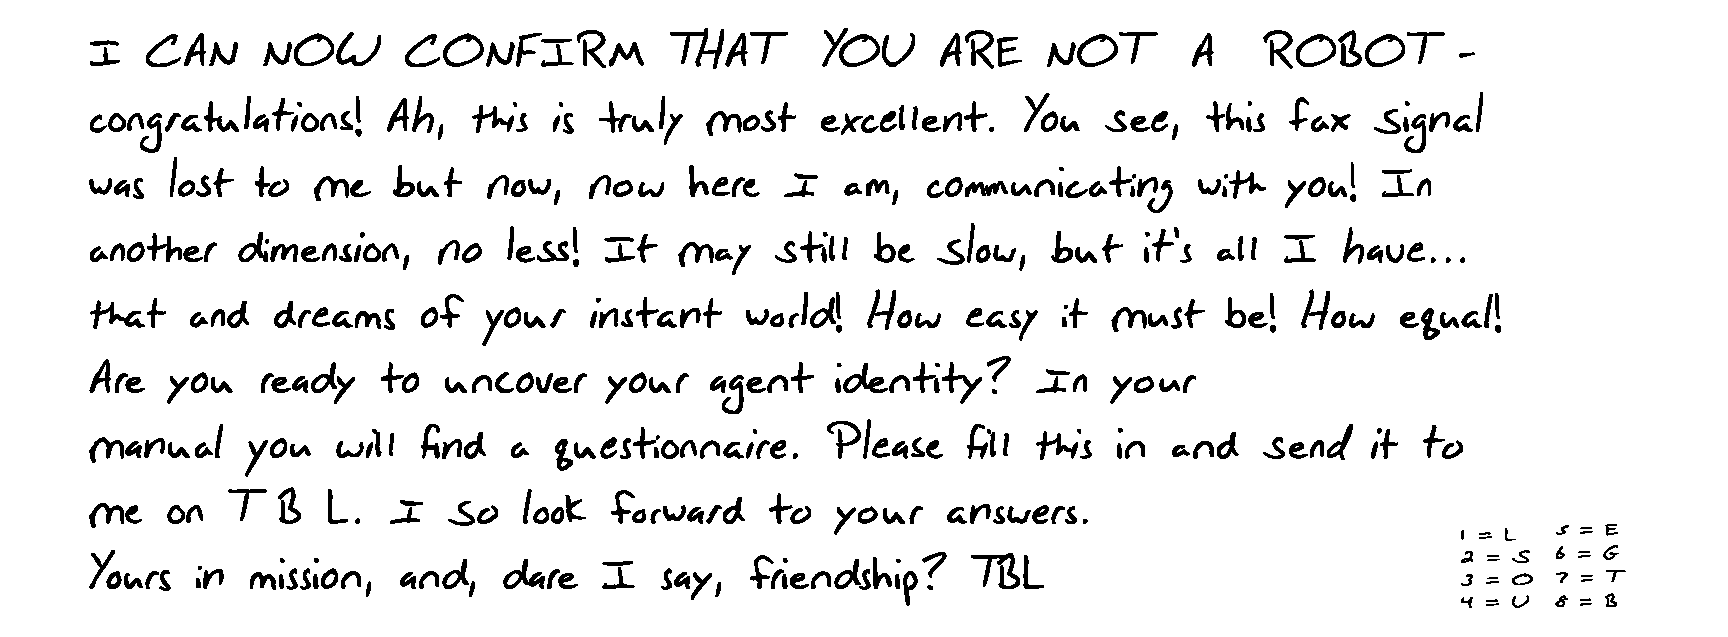 I CAN NOW CONFIRM THAT YOU ARE NOT A ROBOT -
congratulations! Ah, this is truly most excellent. You see, this fax signal
was lost to me but now, now here I am, communicating with you! In
another dimension, no less! It may still be slow, but it's all I have...
that and dreams of your instant world! How easy it must be! How equal!
Are you ready to uncover your agent identity? In your
manual you will find a questionnaire. Please fill this in and send it to
me on T B L. I so look forward to your answers.
Yours in mission, and, dare I say, friendship? TBL
1 = L 5 = E
2 = S 6 = G
3 = O 7 = T
4 = U 8 = B